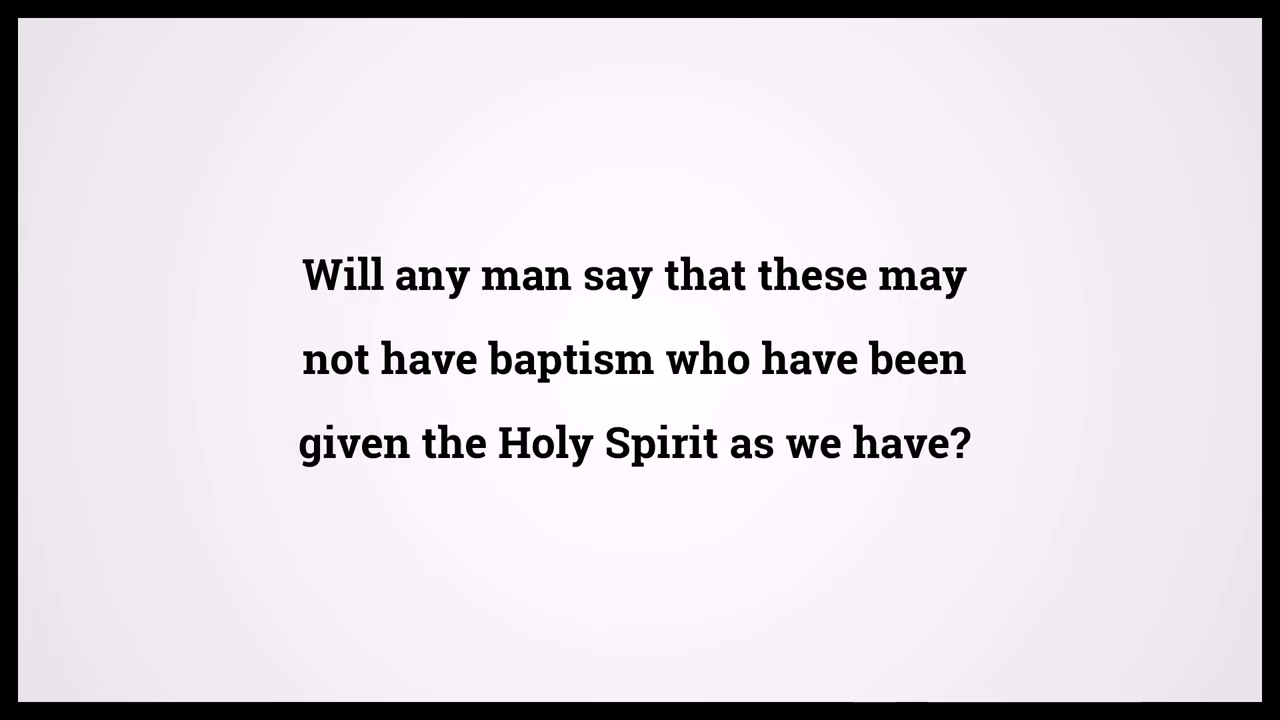 Will any man say that these may
not have baptism who have been
given the Holy Spirit as we have?